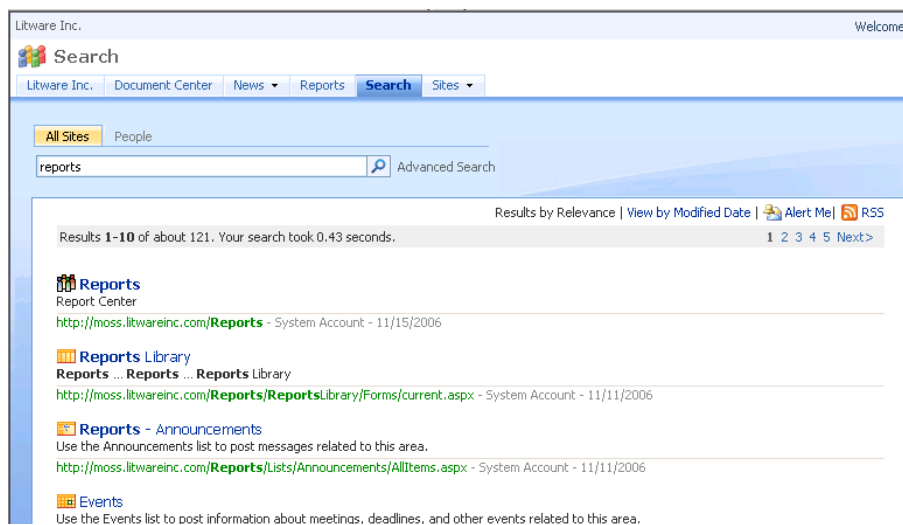 Litware Inc.
Welcome
Search
Litware Inc. Document Center News Reports Search Sites
All Sites People
reports Advanced Search
Results by Relevance | View by Modified Date | Alert Me| RSS
Results 1-10 of about 121. Your search took 0.43 seconds. 1 2 3 4 5 Next>
Reports
Report Center
http://moss.litwareinc.com/Reports - System Account - 11/15/2006
Reports Library
Reports ... Reports ... Reports Library
http://moss.litwareinc.com/Reports/ReportsLibrary/Forms/current.aspx - System Account - 11/11/2006
Reports - Announcements
Use the Announcements list to post messages related to this area.
http://moss.litwareinc.com/Reports/Lists/Announcements/AllItems.aspx - System Account - 11/11/2006
Events
Use the Events list to post information about meetings, deadlines, and other events related to this area.